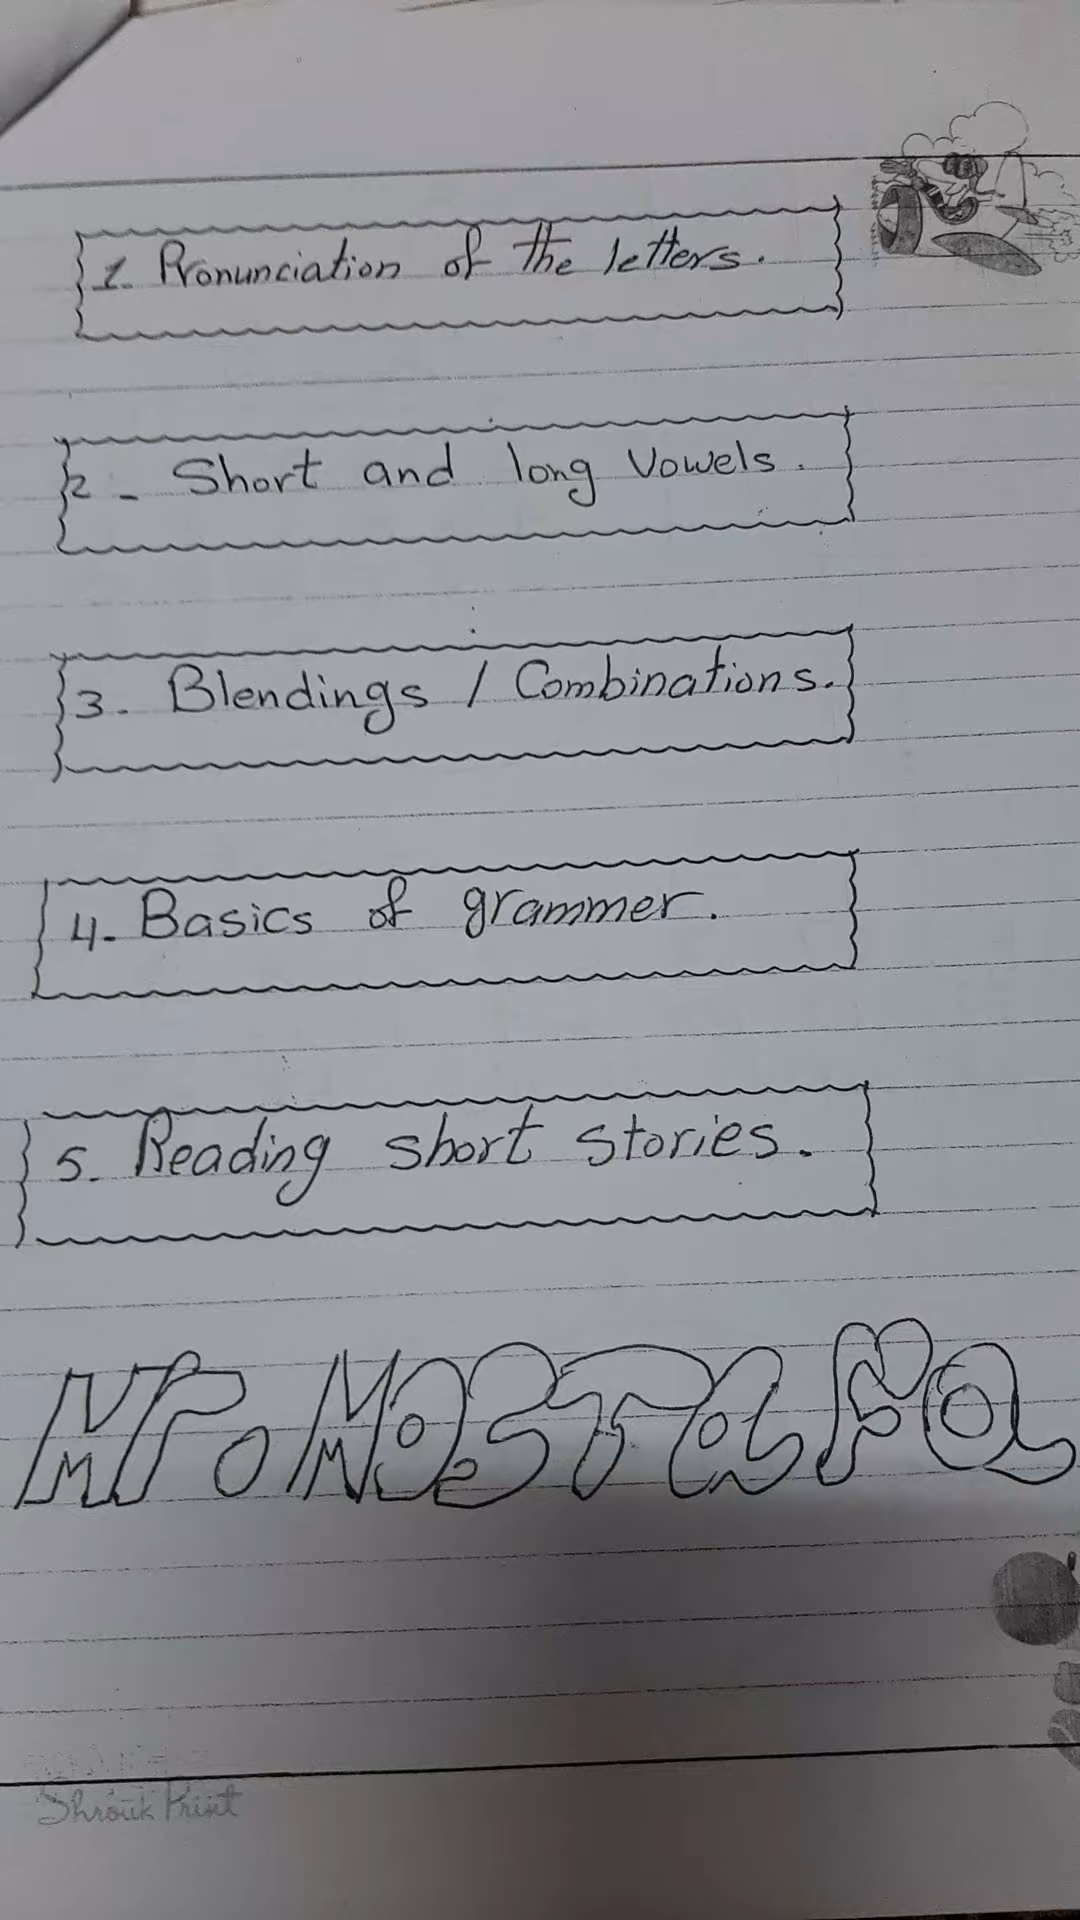 1. Pronunciation of the letters.
2- Short and long Vowels.
3. Blendings / Combinations.
4. Basics of grammer.
5. Reading short stories.
Mr. Mostafa
Shrouk Print